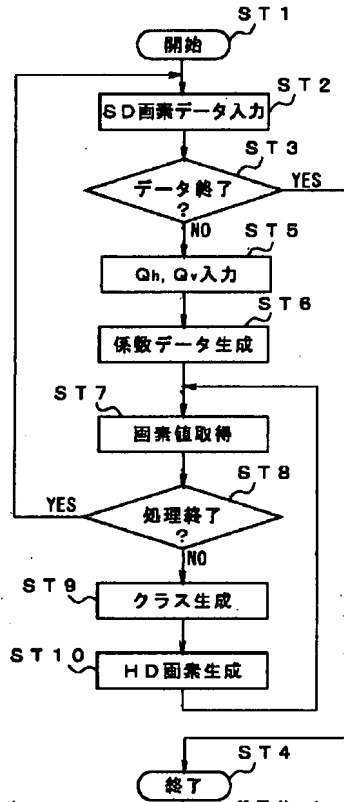 ST1
開始
ST2
SD画素データ入力
ST3
データ終了
?
YES
NO
ST5
Qh, Qv入力
ST6
係数データ生成
ST7
画素値取得
ST8
YES
処理終了
?
NO
ST9
クラス生成
ST10
HD画素生成
ST4
終了